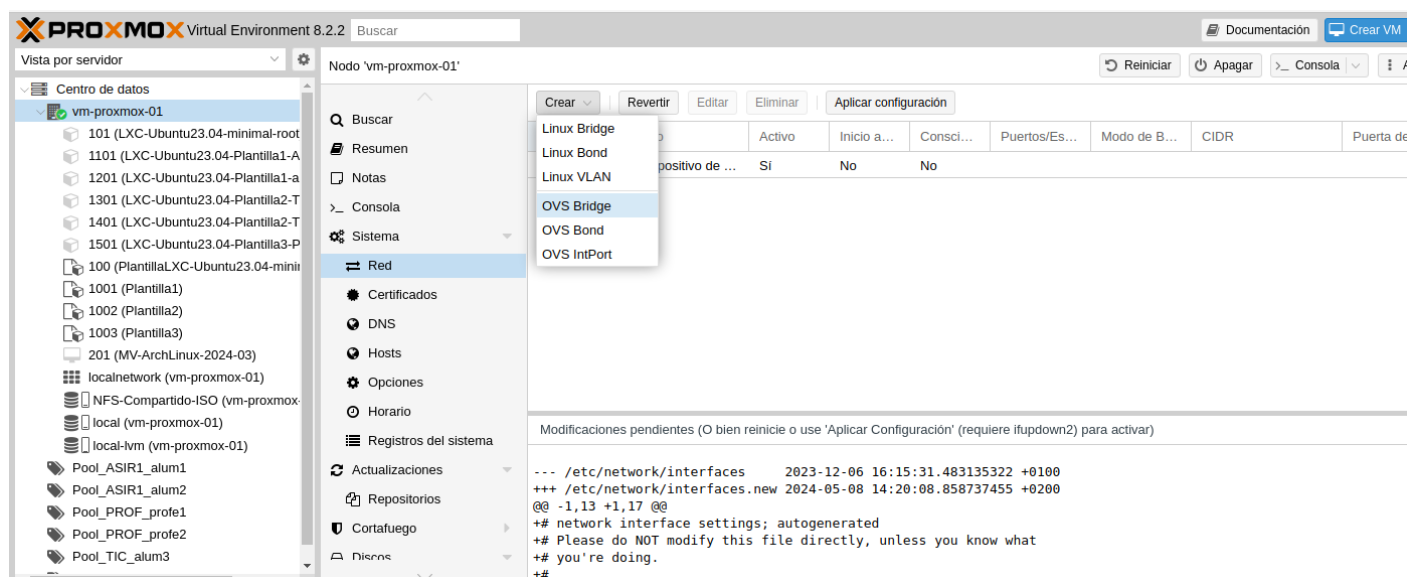 PROXMOX Virtual Environment 8.2.2 Buscar Documentación Crear VM
Vista por servidor
Nodo 'vm-proxmox-01' Reiniciar Apagar >_ Consola
Centro de datos
vm-proxmox-01
101 (LXC-Ubuntu23.04-minimal-root
1101 (LXC-Ubuntu23.04-Plantilla1-A
1201 (LXC-Ubuntu23.04-Plantilla1-a
1301 (LXC-Ubuntu23.04-Plantilla2-T
1401 (LXC-Ubuntu23.04-Plantilla2-T
1501 (LXC-Ubuntu23.04-Plantilla3-P
100 (PlantillaLXC-Ubuntu23.04-mini
1001 (Plantilla1)
1002 (Plantilla2)
1003 (Plantilla3)
201 (MV-ArchLinux-2024-03)
localnetwork (vm-proxmox-01)
NFS-Compartido-ISO (vm-proxmox-
local (vm-proxmox-01)
local-lvm (vm-proxmox-01)
Pool_ASIR1_alum1
Pool_ASIR1_alum2
Pool_PROF_profe1
Pool_PROF_profe2
Pool_TIC_alum3
Buscar
Resumen
Notas
>_ Consola
Sistema
Red
Certificados
DNS
Hosts
Opciones
Horario
Registros del sistema
Actualizaciones
Repositorios
Cortafuego
Discos
Crear Revertir Editar Eliminar Aplicar configuración
Linux Bridge
Linux Bond
Linux VLAN
OVS Bridge
OVS Bond
OVS IntPort
o Activo Inicio a... Consci... Puertos/Es... Modo de B... CIDR Puerta de
positivo de ... Sí No No
Modificaciones pendientes (O bien reinicie o use 'Aplicar Configuración' (requiere ifupdown2) para activar)
--- /etc/network/interfaces 2023-12-06 16:15:31.483135322 +0100
+++ /etc/network/interfaces.new 2024-05-08 14:20:08.858737455 +0200
@@ -1,13 +1,17 @@
+# network interface settings; autogenerated
+# Please do NOT modify this file directly, unless you know what
+# you're doing.
+#